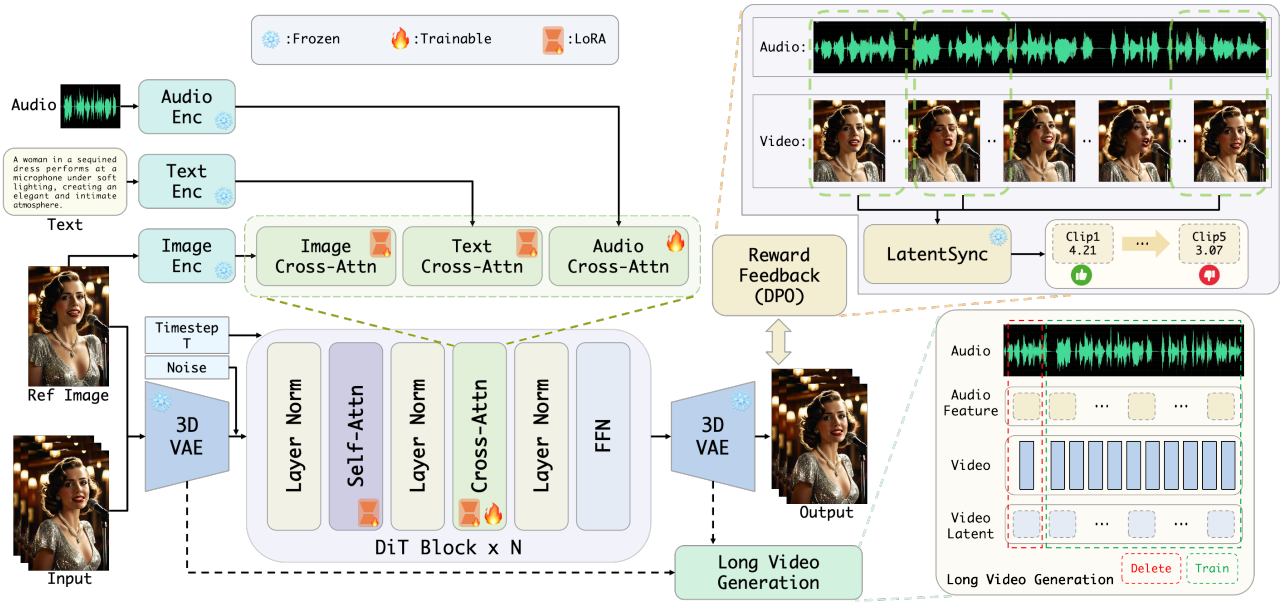 :Frozen
:Trainable
:LoRA
Audio
Audio
Enc
A woman in a sequined
dress performs at a
microphone under soft
lighting, creating an
elegant and intimate
atmosphere.
Text
Text
Enc
Image
Enc
Image
Cross-Attn
Text
Cross-Attn
Audio
Cross-Attn
Ref Image
Input
Timestep
T
Noise
3D
VAE
Layer Norm
Self-Attn
Layer Norm
Cross-Attn
Layer Norm
FFN
DiT Block x N
3D
VAE
Output
Long Video
Generation
Reward
Feedback
(DPO)
Audio:
Video:
..
..
..
LatentSync
Clip1
4.21
...
Clip5
3.07
Audio
Audio
Feature
...
Video
Video
Latent
...
Long Video Generation
Delete
Train